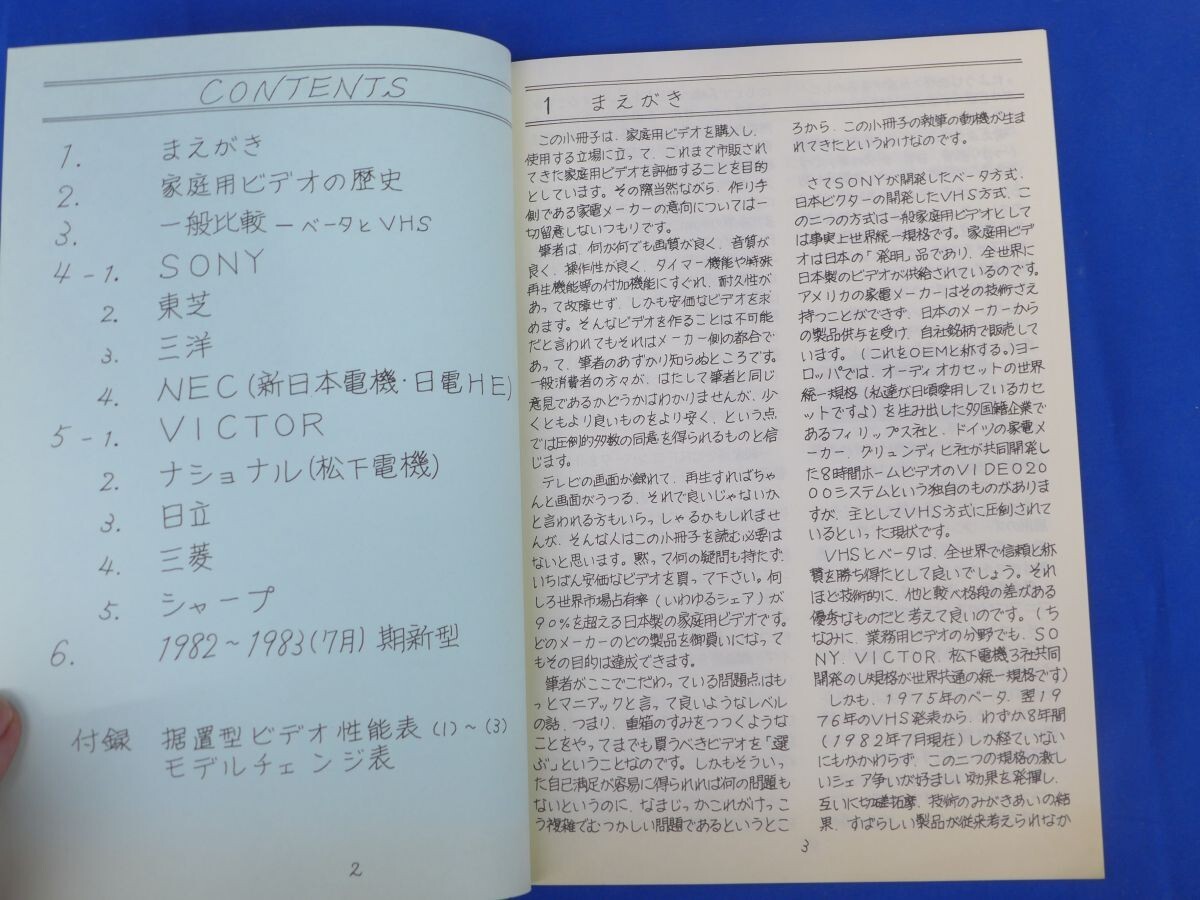 CONTENTS
1. まえがき
2. 家庭用ビデオの歴史
3. 一般比較 ― ベータとVHS
4-1. SONY
2. 東芝
3. 三洋
4. NEC(新日本電機・日電HE)
5-1. VICTOR
2. ナショナル(松下電機)
3. 日立
4. 三菱
5. シャープ
6. 1982〜1983(7月)期新型
付録 据置型ビデオ性能表(1)〜(3)
モデルチェンジ表
2
1 まえがき
この小冊子は、家庭用ビデオを購入し、
使用する立場に立って、これまで市販され
てきた家庭用ビデオを評価することを目的
としています。その際当然ながら、作り手
側である家電メーカーの意向については一
切留意しないつもりです。
筆者は、何が何でも画質が良く、音質が
良く、操作性が良く、タイマー機能や特殊
再生機能等の付加機能にすぐれ、耐久性が
あって故障せず、しかも安価なビデオを求
めます。そんなビデオを作ることは不可能
だと言われてもそれはメーカー側の都合で
あって、筆者のあずかり知らぬところです。
一般消費者の方々が、はたして筆者と同じ
意見であるかどうかはわかりませんが、少
くともより良いものをより安く、という点
では圧倒的多数の同意を得られるものと信
じます。
テレビの画面が録れて、再生すればちゃ
んと画面がうつる、それで良いじゃないか
と言われる方もいらっしゃるかもしれませ
んが、そんな人はこの小冊子を読む必要は
ないと思います。黙って何の疑問も持たず、
いちばん安価なビデオを買って下さい。何
しろ世界市場占有率（いわゆるシェア）が
90%を超える日本製の家庭用ビデオです。
どのメーカーのどの製品を御買いになって
もその目的は達成できます。
筆者がここでこだわっている問題点はも
っとマニアックと言って良いようなレベル
の話、つまり、重箱のすみをつつくような
ことをやってまでも買うべきビデオを「選
ぶ」ということなのです。しかもそういっ
た自己満足が容易に得られれば何の問題も
ないというのに、なまじっかこれがけっこ
う複雑でむつかしい問題であるというとこ
ろから、この小冊子の執筆の動機が生ま
れてきたというわけなのです。
さてSONYが開発したベータ方式、
日本ビクターの開発したVHS方式、こ
の二つの方式は一般家庭用ビデオとして
は事実上世界統一規格です。家庭用ビデ
オは日本の「発明」品であり、全世界に
日本製のビデオが供給されているのです。
アメリカの家電メーカーはその技術さえ
持つことができず、日本のメーカーから
の製品供与を受け、自社銘柄で販売して
います。（これをOEMと称する。）ヨー
ロッパでは、オーディオカセットの世界
統一規格（私達が日頃愛用しているカセ
ットですよ）を生み出した多国籍企業で
あるフィリップス社と、ドイツの家電メ
ーカー、グリュンディヒ社が共同開発し
た8時間ホームビデオのVIDEO20
00システムという独自のものがありま
すが、主としてVHS方式に圧倒されて
いるといった現状です。
VHSとベータは、全世界で信頼と称
賛を勝ち得たとして良いでしょう。それ
ほど技術的に、他と較べ格段の差がある
優秀なものだと考えて良いのです。（ち
なみに、業務用ビデオの分野でも、SO
NY、VICTOR、松下電機3社共同
開発のU規格が世界共通の統一規格です）
しかも、1975年のベータ、翌19
76年のVHS発表から、わずか8年間
（1982年7月現在）しか経ていない
にもかかわらず、この二つの規格の激し
いシェア争いが好ましい効果を発揮し、
互いに切磋拓摩、技術のみがきあいの結
果、すばらしい製品が従来考えられなか
3